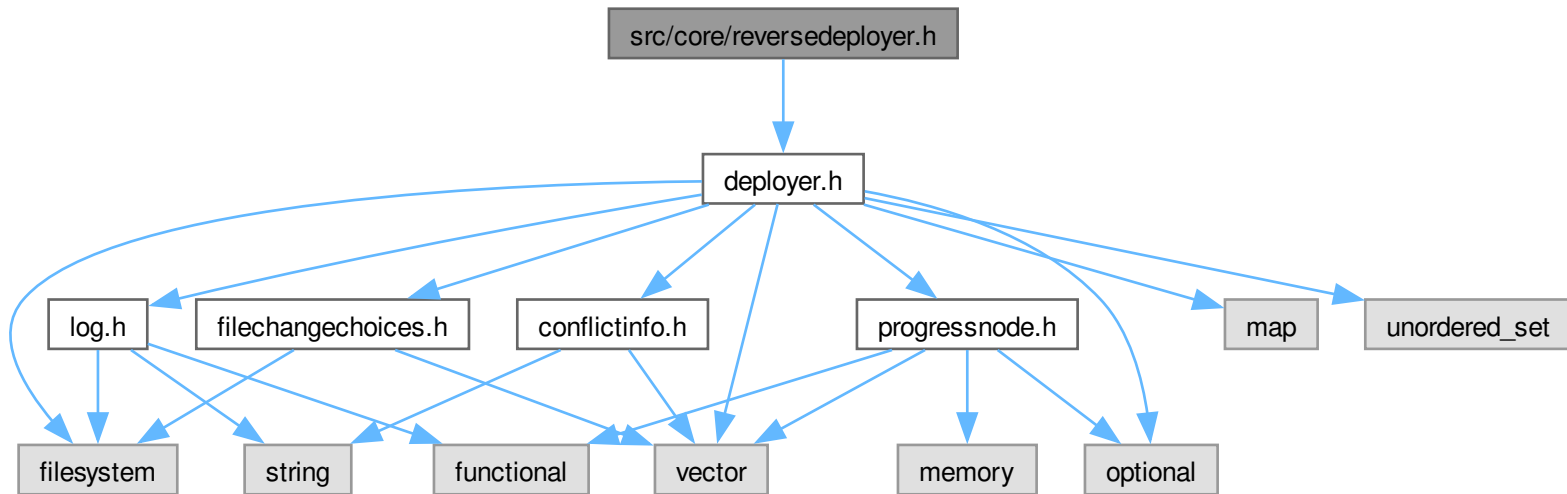 src/core/reversedeployer.h
deployer.h
log.h
filechangechoices.h
conflictinfo.h
progressnode.h
map
unordered_set
filesystem
string
functional
vector
memory
optional